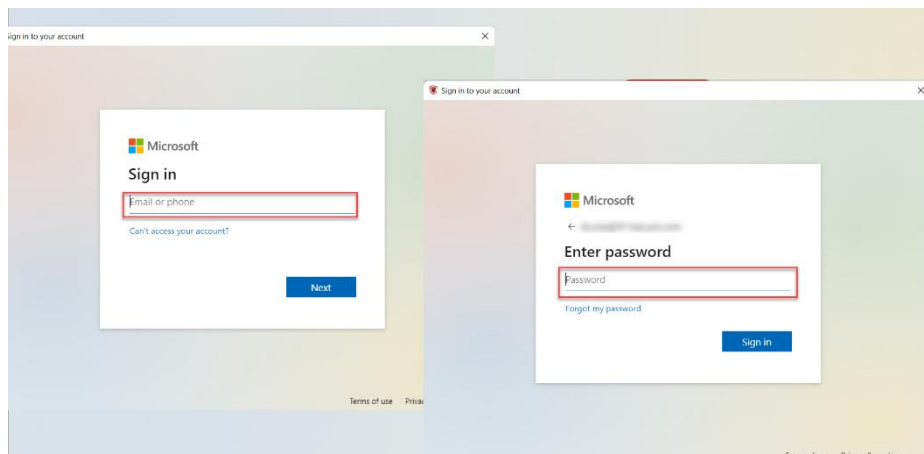 Sign in to your account
Microsoft
Sign in
Email or phone
Can't access your account?
Next
Terms of use
Sign in to your account
Microsoft
Enter password
Password
Forgot my password
Sign in